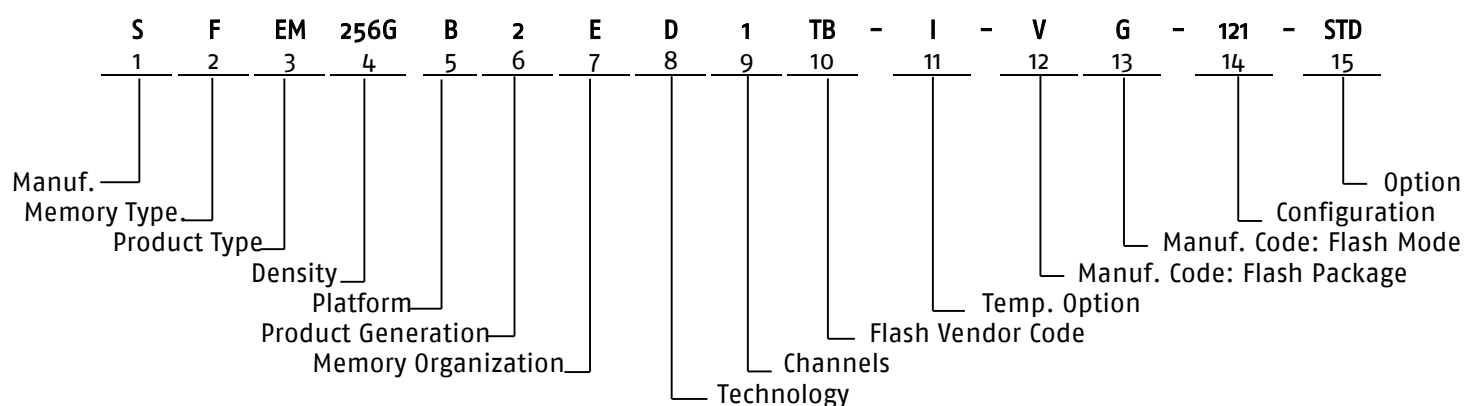 S F EM 256G B 2 E D 1 TB - I - V G - 121 - STD
1 2 3 4 5 6 7 8 9 10 11 12 13 14 15
Manuf. Option
Memory Type. Configuration
Product Type Manuf. Code: Flash Mode
Density Manuf. Code: Flash Package
Platform Temp. Option
Product Generation Flash Vendor Code
Memory Organization Channels
Technology